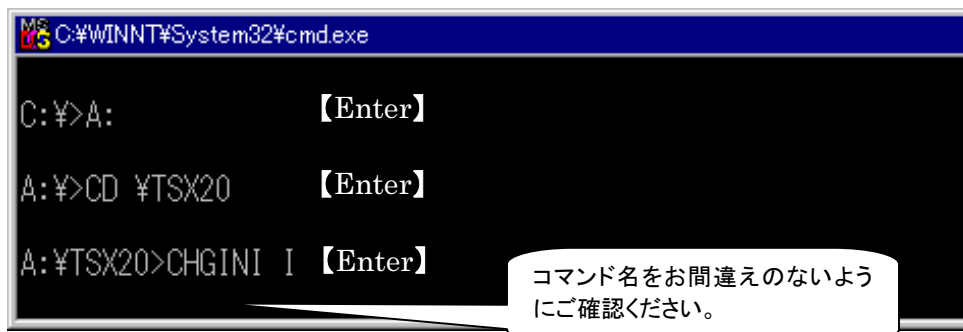 C:¥WINNT¥System32¥cmd.exe
C:¥>A: 【Enter】
A:¥>CD ¥TSX20 【Enter】
A:¥TSX20>CHGINI I 【Enter】
コマンド名をお間違えのないよう
にご確認ください。